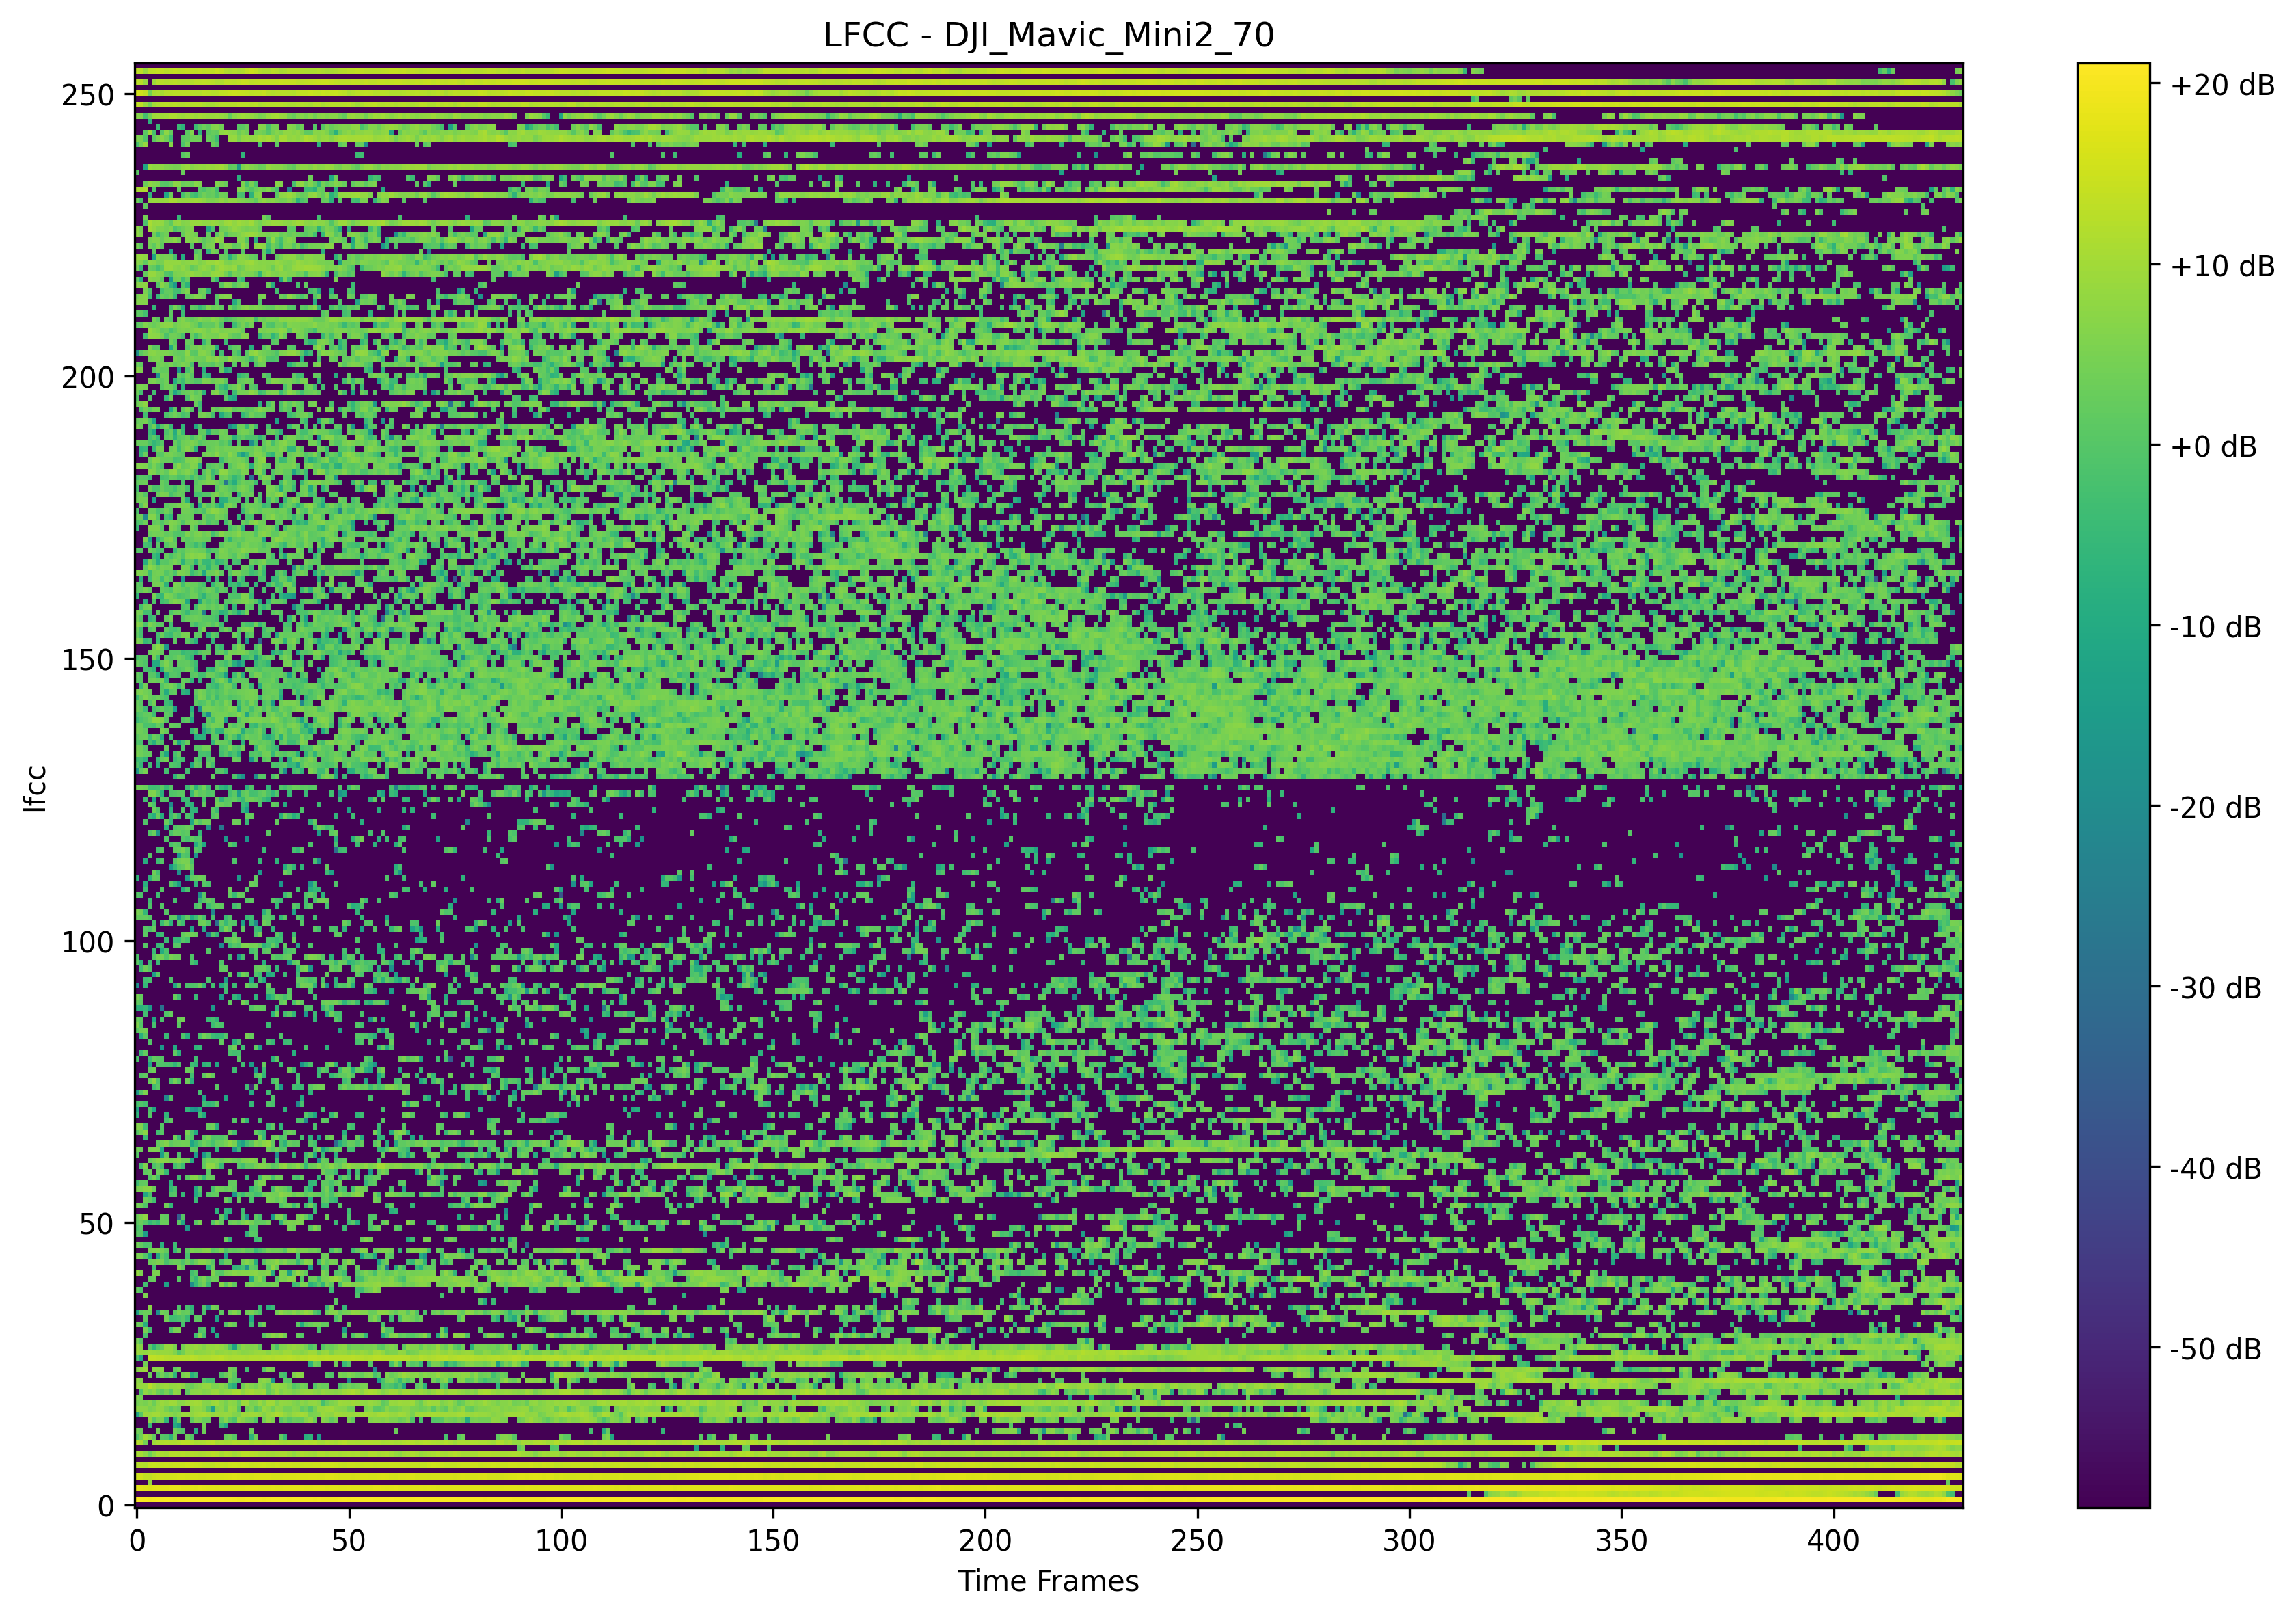 LFCC - DJI_Mavic_Mini2_70
250
200
150
100
50
0
lfcc
0 50 100 150 200 250 300 350 400
Time Frames
+20 dB
+10 dB
+0 dB
-10 dB
-20 dB
-30 dB
-40 dB
-50 dB